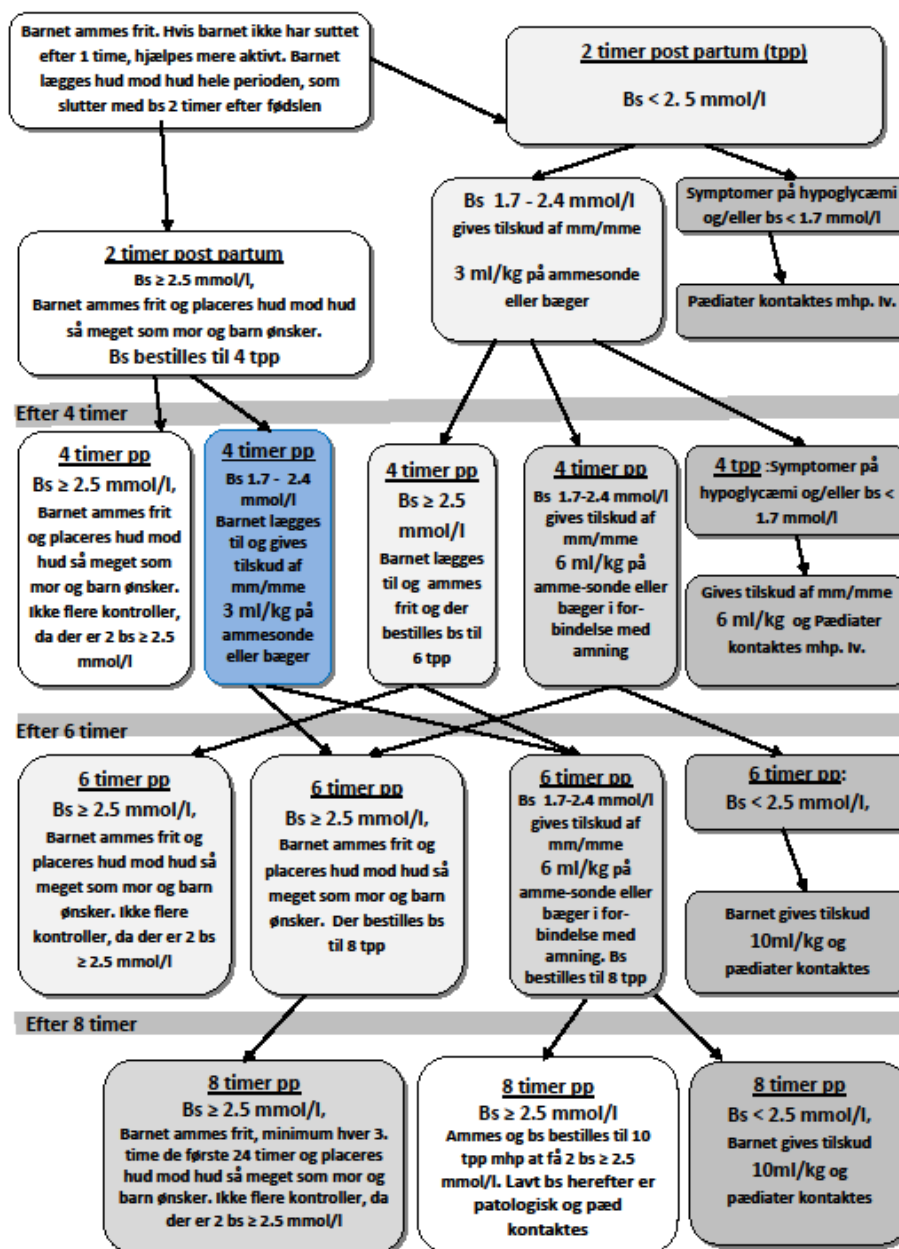 Barnet ammes frit. Hvis barnet ikke har suttet
efter 1 time, hjælpes mere aktivt. Barnet
lægges hud mod hud hele perioden, som
slutter med bs 2 timer efter fødslen
2 timer post partum (tpp)
Bs < 2. 5 mmol/l
Bs 1.7 - 2.4 mmol/l
gives tilskud af mm/mme
3 ml/kg på ammesonde
eller bæger
Symptomer på hypoglycæmi
og/eller bs < 1.7 mmol/l
Pædiater kontaktes mhp. Iv.
2 timer post partum
Bs ≥ 2.5 mmol/l,
Barnet ammes frit og placeres hud mod hud
så meget som mor og barn ønsker.
Bs bestilles til 4 tpp
Efter 4 timer
4 timer pp
Bs ≥ 2.5 mmol/l,
Barnet ammes frit
og placeres hud mod
hud så meget som
mor og barn ønsker.
Ikke flere kontroller,
da der er 2 bs ≥ 2.5
mmol/l
4 timer pp
Bs 1.7 - 2.4
mmol/l
Barnet lægges
til og gives
tilskud af
mm/mme
3 ml/kg på
ammesonde
eller bæger
4 timer pp
Bs ≥ 2.5
mmol/l
Barnet lægges
til og ammes
frit og der
bestilles bs til
6 tpp
4 timer pp
Bs 1.7-2.4 mmol/l
gives tilskud af
mm/mme
6 ml/kg på
amme-sonde eller
bæger i for-
bindelse med
amning
4 tpp :Symptomer på
hypoglycæmi og/eller bs <
1.7 mmol/l
Gives tilskud af mm/mme
6 ml/kg og Pædiater
kontaktes mhp. Iv.
Efter 6 timer
6 timer pp
Bs ≥ 2.5 mmol/l,
Barnet ammes frit og
placeres hud mod hud så
meget som mor og barn
ønsker. Ikke flere
kontroller, da der er 2 bs
≥ 2.5 mmol/l
6 timer pp
Bs ≥ 2.5 mmol/l,
Barnet ammes frit og
placeres hud mod hud så
meget som mor og barn
ønsker. Der bestilles bs
til 8 tpp
6 timer pp
Bs 1.7-2.4 mmol/l
gives tilskud af
mm/mme
6 ml/kg på
amme-sonde eller
bæger i for-
bindelse med
amning. Bs
bestilles til 8 tpp
6 timer pp:
Bs < 2.5 mmol/l,
Barnet gives tilskud
10ml/kg og
pædiater kontaktes
Efter 8 timer
8 timer pp
Bs ≥ 2.5 mmol/l,
Barnet ammes frit, minimum hver 3.
time de første 24 timer og placeres
hud mod hud så meget som mor og
barn ønsker. Ikke flere kontroller, da
der er 2 bs ≥ 2.5 mmol/l
8 timer pp
Bs ≥ 2.5 mmol/l
Ammes og bs bestilles til 10
tpp mhp at få 2 bs ≥ 2.5
mmol/l. Lavt bs herefter er
patologisk og pæd
kontaktes
8 timer pp
Bs < 2.5 mmol/l,
Barnet gives tilskud
10ml/kg og
pædiater kontaktes